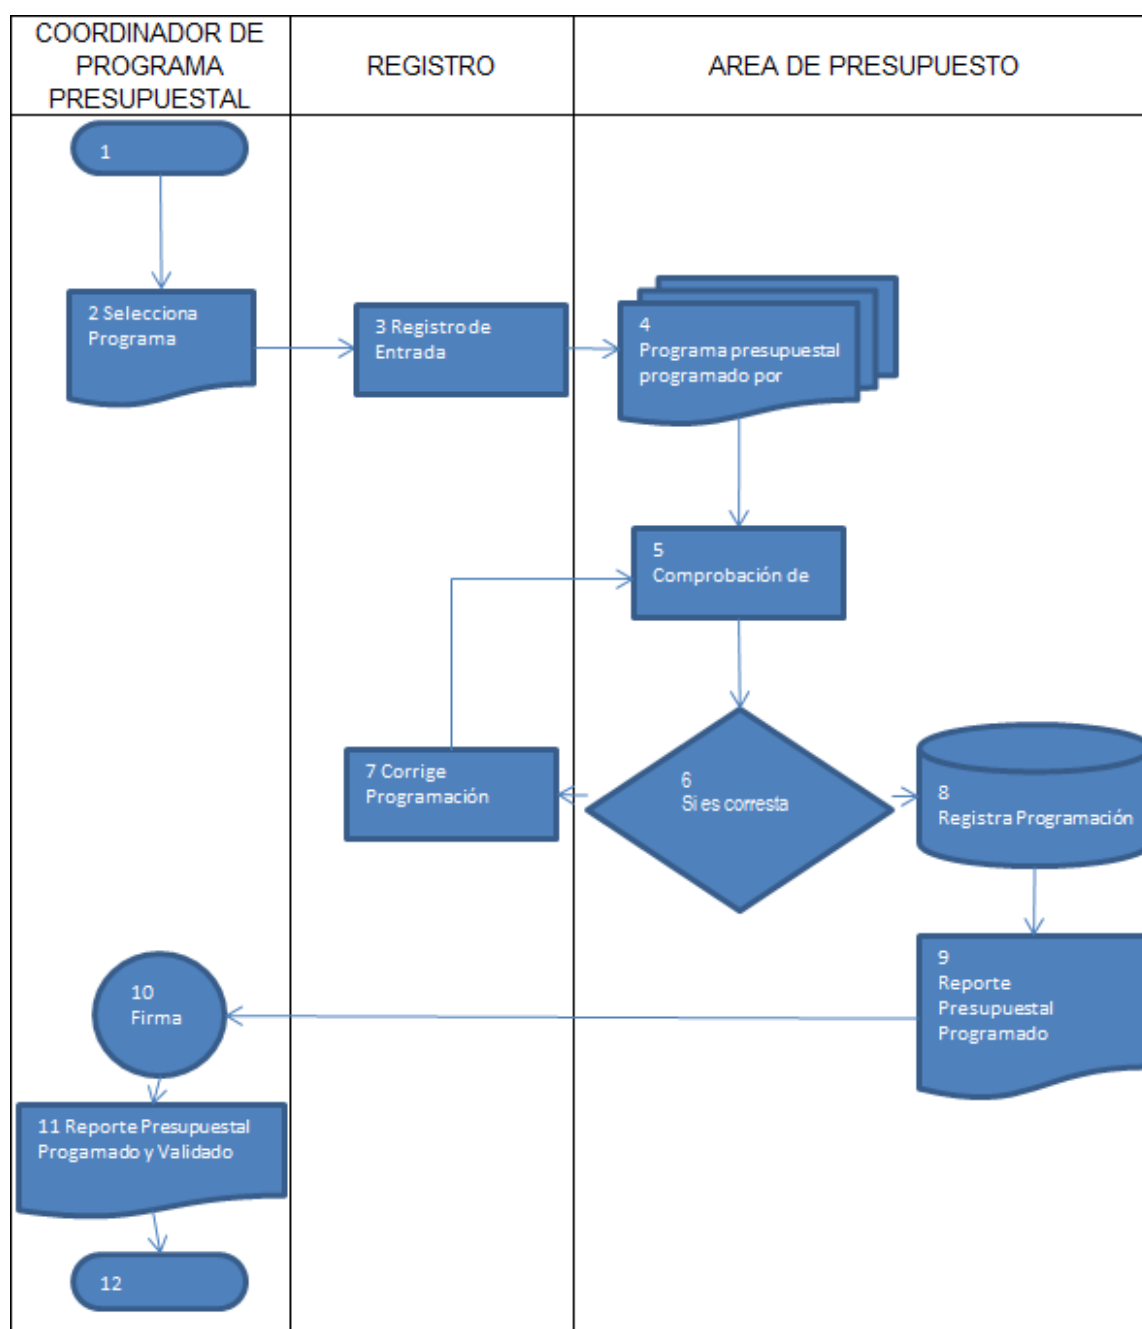 COORDINADOR DE
PROGRAMA
PRESUPUESTAL
REGISTRO
AREA DE PRESUPUESTO
1
2 Selecciona
Programa
3 Registro de
Entrada
4
Programa presupuestal
programado por
5
Comprobación de
6
Si es corresta
7 Corrige
Programación
8
Registra Programación
9
Reporte
Presupuestal
Programado
10
Firma
11 Reporte Presupuestal
Progamado y Validado
12